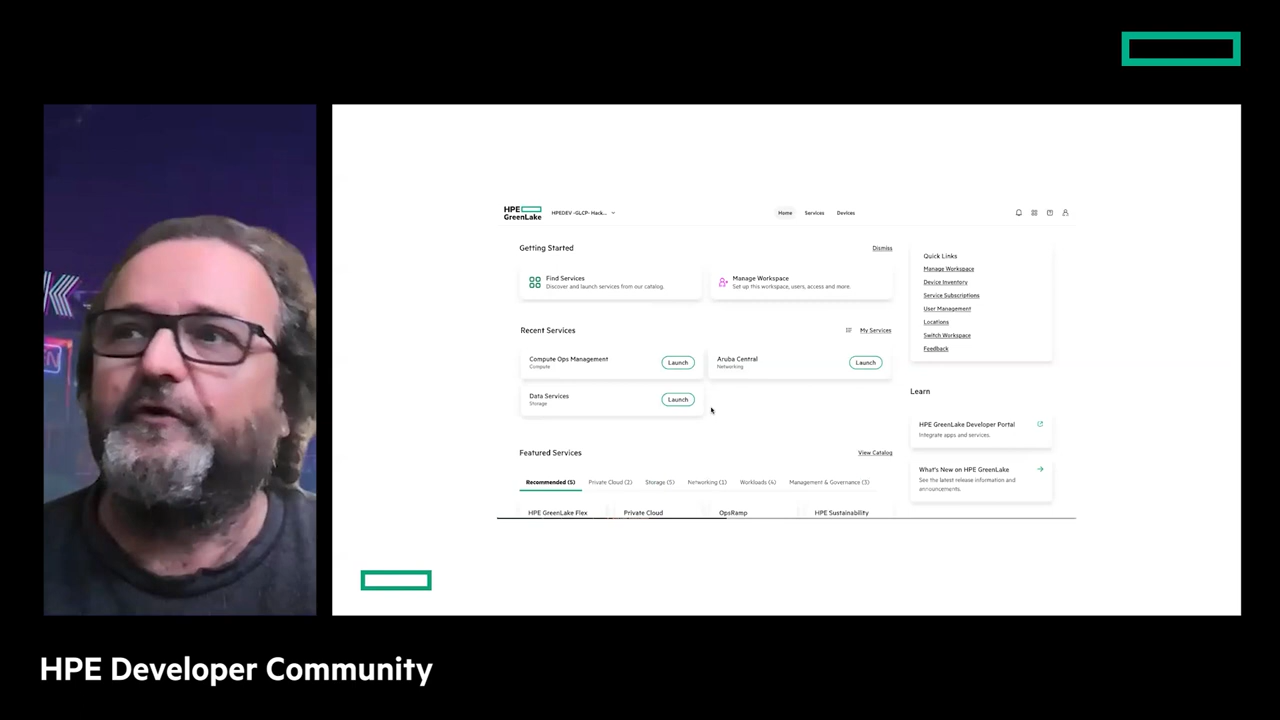 HPE
GreenLake
HPEDEV -GLCP- Hack...
Home
Services
Devices
Getting Started
Dismiss
Find Services
Discover and launch services from our catalog.
Manage Workspace
Set up this workspace, users, access and more.
Recent Services
My Services
Compute Ops Management
Compute
Launch
Aruba Central
Networking
Launch
Data Services
Storage
Launch
Featured Services
View Catalog
Recommended (5)
Private Cloud (2)
Storage (5)
Networking (1)
Workloads (4)
Management & Governance (3)
HPE GreenLake Flex
Private Cloud
OpsRamp
HPE Sustainability
Quick Links
Manage Workspace
Device Inventory
Service Subscriptions
User Management
Locations
Switch Workspace
Feedback
Learn
HPE GreenLake Developer Portal
Integrate apps and services.
What's New on HPE GreenLake
See the latest release information and
announcements.
HPE Developer Community